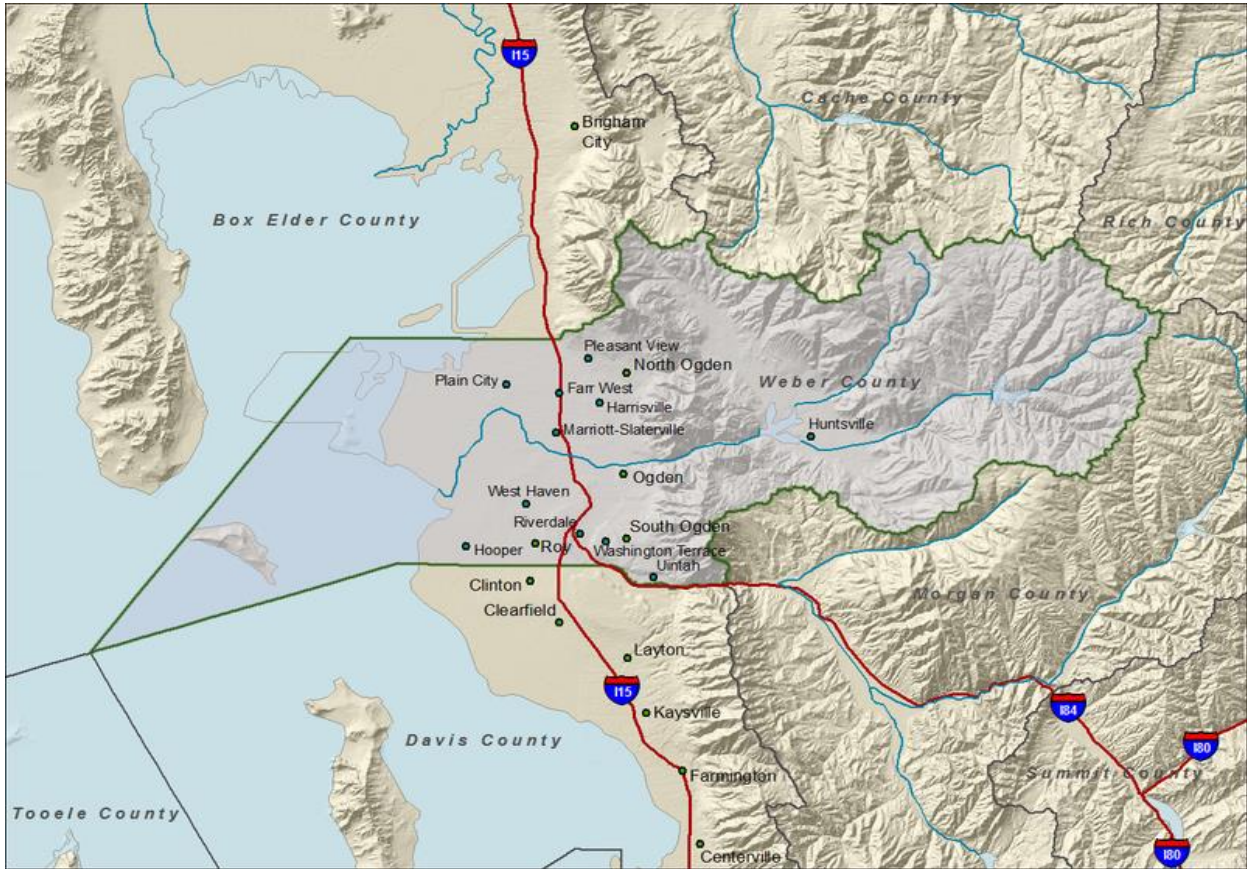 I15
Cache County
Brigham
City
Box Elder County
Rich County
Pleasant View
North Ogden
Plain City
Farr West
Weber County
Harrisville
Marriott-Slaterville
Huntsville
Ogden
West Haven
Riverdale
South Ogden
Hooper
Roy
Washington Terrace
Uintah
Clinton
Morgan County
Clearfield
Layton
I15
Kaysville
I84
Davis County
I80
Farmington
Summit County
Tooele County
Centerville
I80